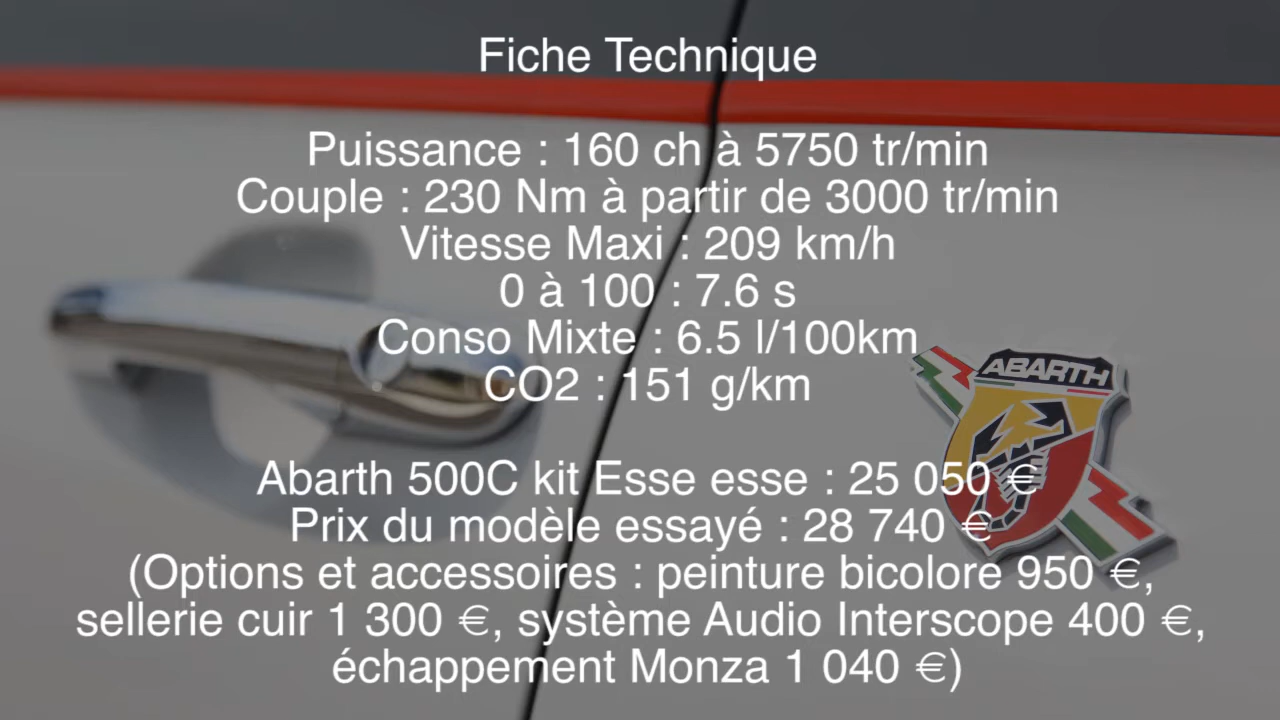 Fiche Technique
Puissance : 160 ch à 5750 tr/min
Couple : 230 Nm à partir de 3000 tr/min
Vitesse Maxi : 209 km/h
0 à 100 : 7.6 s
Conso Mixte : 6.5 l/100km
CO2 : 151 g/km
ABARTH
Abarth 500C kit Esse esse : 25 050 €
Prix du modèle essayé : 28 740 €
(Options et accessoires : peinture bicolore 950 €,
sellerie cuir 1 300 €, système Audio Interscope 400 €,
échappement Monza 1 040 €)